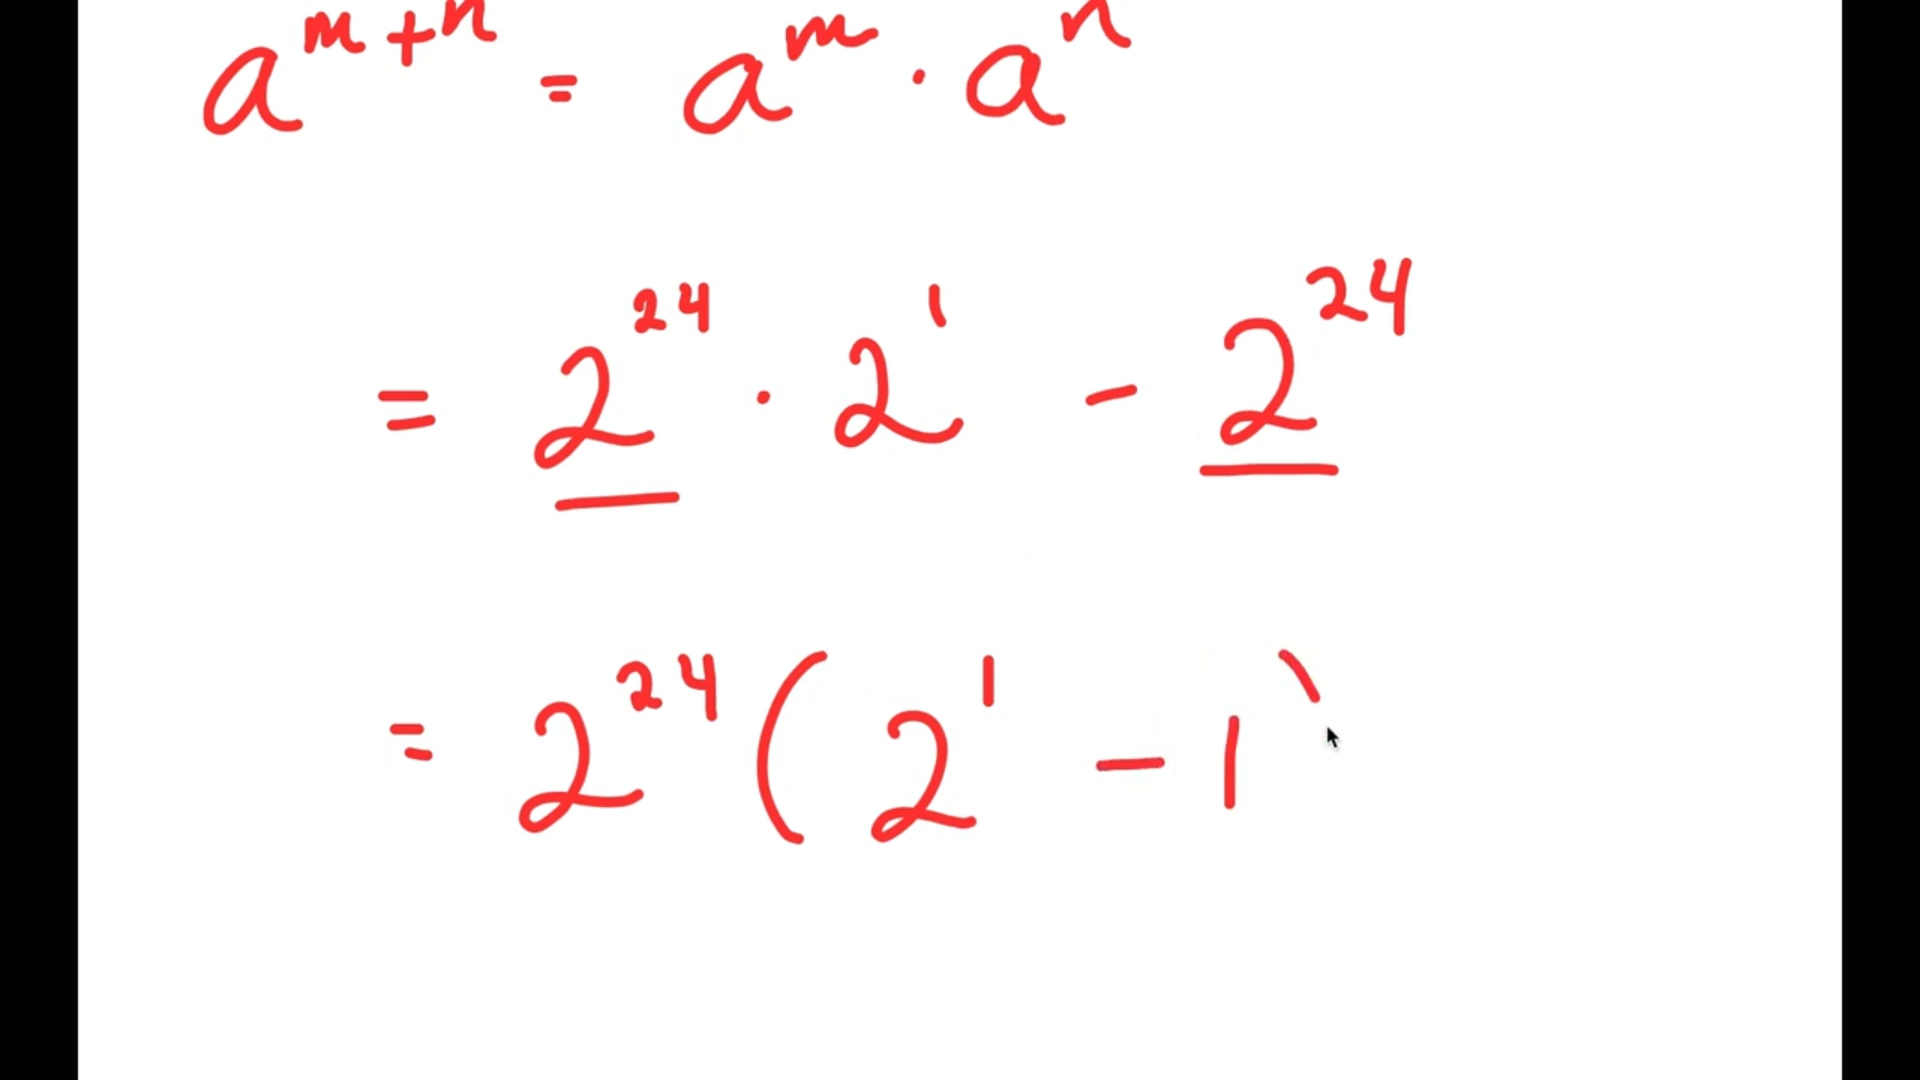 a^{m+n} = a^m · a^n
= 2^{24} · 2^1 - 2^{24}
= 2^{24} ( 2^1 - 1 )